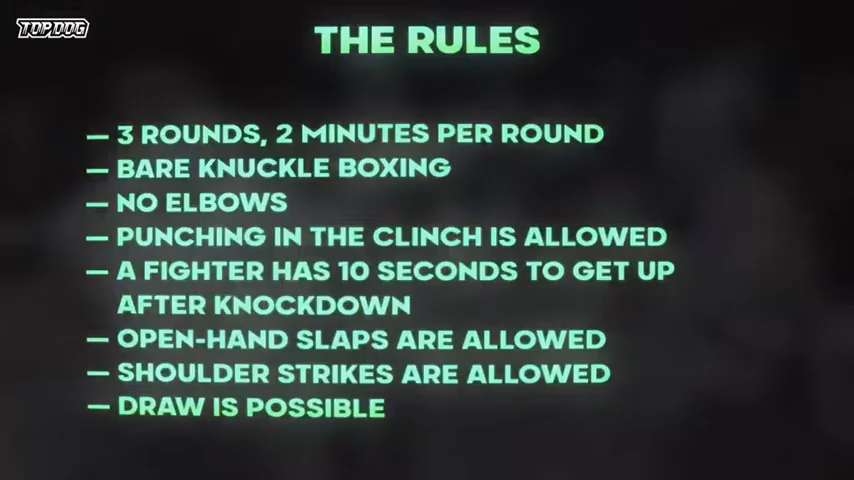 TOP DOG
THE RULES
— 3 ROUNDS, 2 MINUTES PER ROUND
— BARE KNUCKLE BOXING
— NO ELBOWS
— PUNCHING IN THE CLINCH IS ALLOWED
— A FIGHTER HAS 10 SECONDS TO GET UP
AFTER KNOCKDOWN
— OPEN-HAND SLAPS ARE ALLOWED
— SHOULDER STRIKES ARE ALLOWED
— DRAW IS POSSIBLE